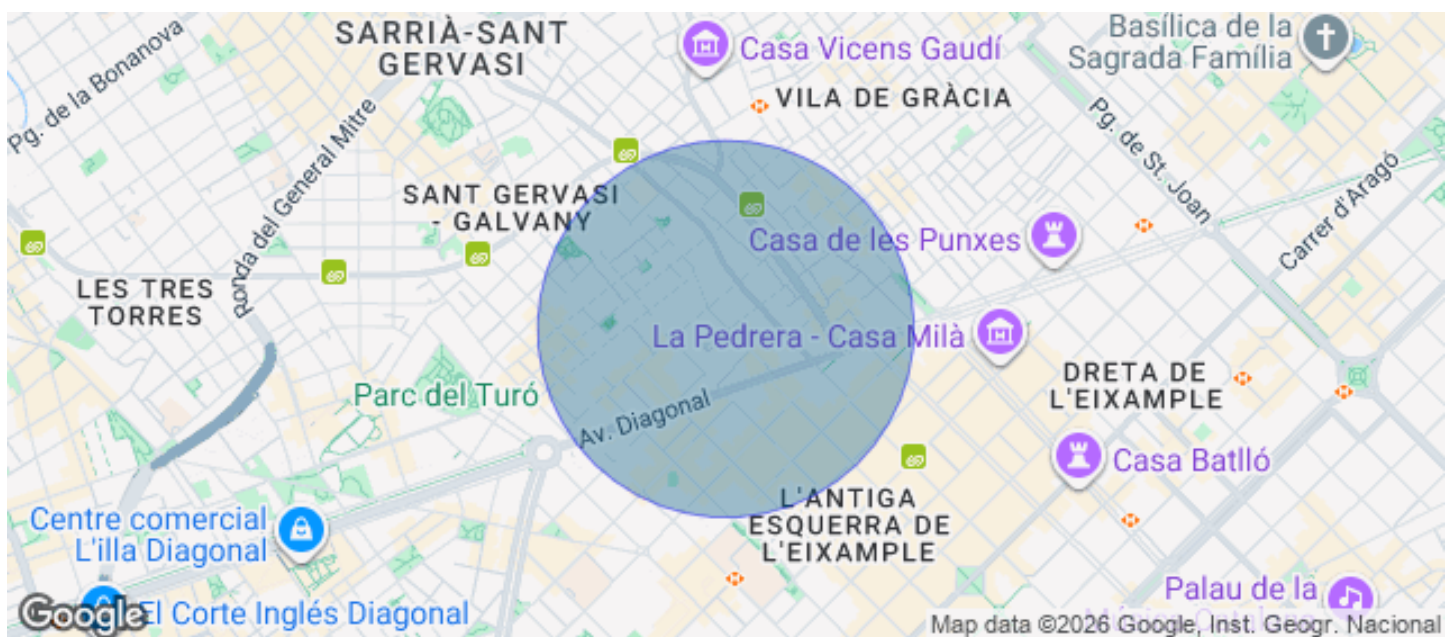 SARRIÀ-SANT
GERVASI
Pg. de la Bonanova
Casa Vicens Gaudí
Basílica de la
Sagrada Família
VILA DE GRÀCIA
Ronda del General Mitre
Pg. de St. Joan
Carrer d'Aragó
SANT GERVASI
- GALVANY
Casa de les Punxes
LES TRES
TORRES
La Pedrera - Casa Milà
Parc del Turó
Av. Diagonal
DRETA DE
L'EIXAMPLE
Casa Batlló
L'ANTIGA
ESQUERRA DE
L'EIXAMPLE
Centre comercial
L'illa Diagonal
Palau de la
Google
El Corte Inglés Diagonal
Map data ©2026 Google, Inst. Geogr. Nacional